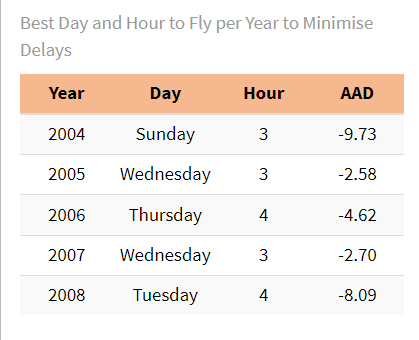 Best Day and Hour to Fly per Year to Minimise
Delays
Year Day Hour AAD
2004 Sunday 3 -9.73
2005 Wednesday 3 -2.58
2006 Thursday 4 -4.62
2007 Wednesday 3 -2.70
2008 Tuesday 4 -8.09